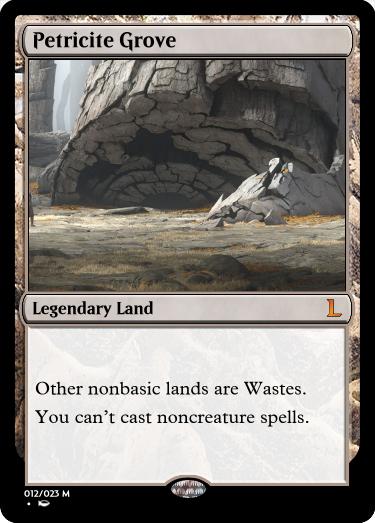 Petricite Grove
Legendary Land
L
Other nonbasic lands are Wastes.
You can't cast noncreature spells.
012/023 M